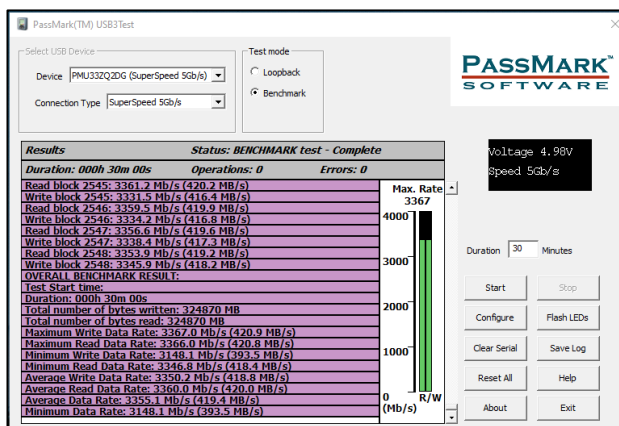 PassMark(TM) USB3Test
Select USB Device
Device PMU33ZQ2DG (SuperSpeed 5Gb/s)
Connection Type SuperSpeed 5Gb/s
Test mode
Loopback
Benchmark
PASSMARK™
SOFTWARE
Results Status: BENCHMARK test - Complete
Duration: 000h 30m 00s Operations: 0 Errors: 0
Read block 2545: 3361.2 Mb/s (420.2 MB/s)
Write block 2545: 3331.5 Mb/s (416.4 MB/s)
Read block 2546: 3359.5 Mb/s (419.9 MB/s)
Write block 2546: 3334.2 Mb/s (416.8 MB/s)
Read block 2547: 3356.6 Mb/s (419.6 MB/s)
Write block 2547: 3338.4 Mb/s (417.3 MB/s)
Read block 2548: 3353.9 Mb/s (419.2 MB/s)
Write block 2548: 3345.9 Mb/s (418.2 MB/s)
OVERALL BENCHMARK RESULT:
Test Start time:
Duration: 000h 30m 00s
Total number of bytes written: 324870 MB
Total number of bytes read: 324870 MB
Maximum Write Data Rate: 3367.0 Mb/s (420.9 MB/s)
Maximum Read Data Rate: 3366.0 Mb/s (420.8 MB/s)
Minimum Write Data Rate: 3148.1 Mb/s (393.5 MB/s)
Minimum Read Data Rate: 3346.8 Mb/s (418.4 MB/s)
Average Write Data Rate: 3350.2 Mb/s (418.8 MB/s)
Average Read Data Rate: 3360.0 Mb/s (420.0 MB/s)
Average Data Rate: 3355.1 Mb/s (419.4 MB/s)
Minimum Data Rate: 3148.1 Mb/s (393.5 MB/s)
Max. Rate
3367
4000
3000
2000
1000
0 R/W
(Mb/s)
Voltage 4.98V
Speed 5Gb/s
Duration 30 Minutes
Start Stop
Configure Flash LEDs
Clear Serial Save Log
Reset All Help
About Exit